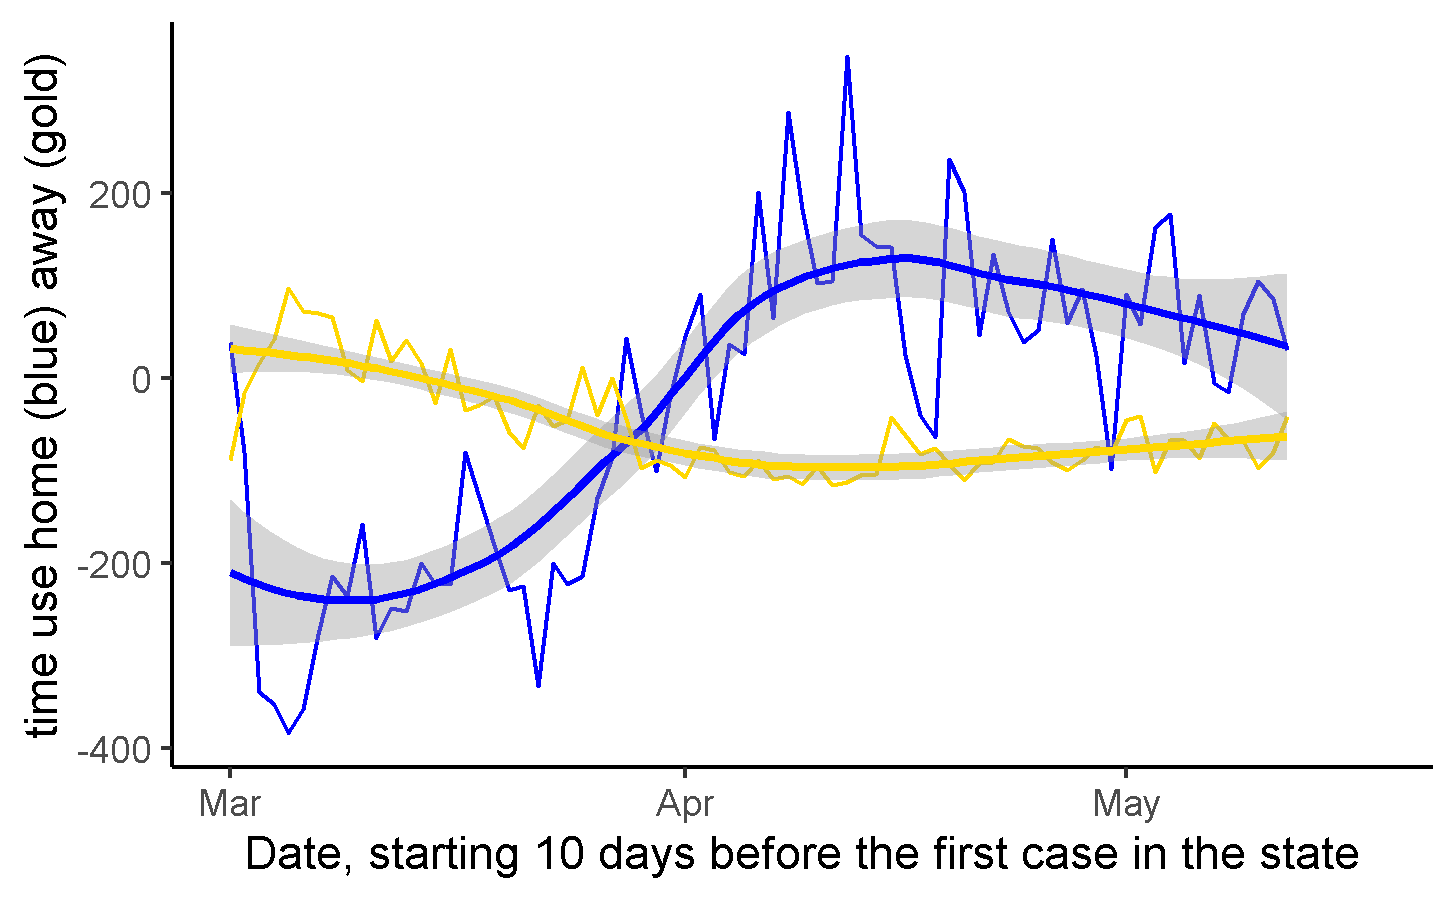 time use home (blue) away (gold)
200
0
-200
-400
Mar
Apr
May
Date, starting 10 days before the first case in the state